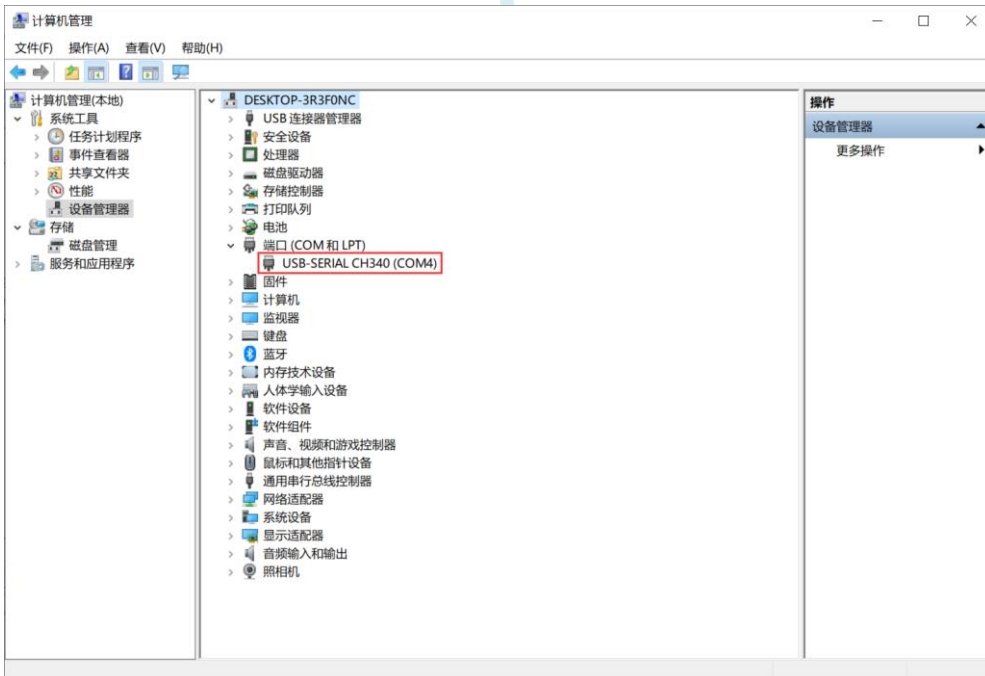 计算机管理
文件(F) 操作(A) 查看(V) 帮助(H)
计算机管理(本地)
系统工具
任务计划程序
事件查看器
共享文件夹
性能
设备管理器
存储
磁盘管理
服务和应用程序
DESKTOP-3R3F0NC
USB 连接器管理器
安全设备
处理器
磁盘驱动器
存储控制器
打印队列
电池
端口 (COM 和 LPT)
USB-SERIAL CH340 (COM4)
固件
计算机
监视器
键盘
蓝牙
内存技术设备
人体学输入设备
软件设备
软件组件
声音、视频和游戏控制器
鼠标和其他指针设备
通用串行总线控制器
网络适配器
系统设备
显示适配器
音频输入和输出
照相机
操作
设备管理器
更多操作